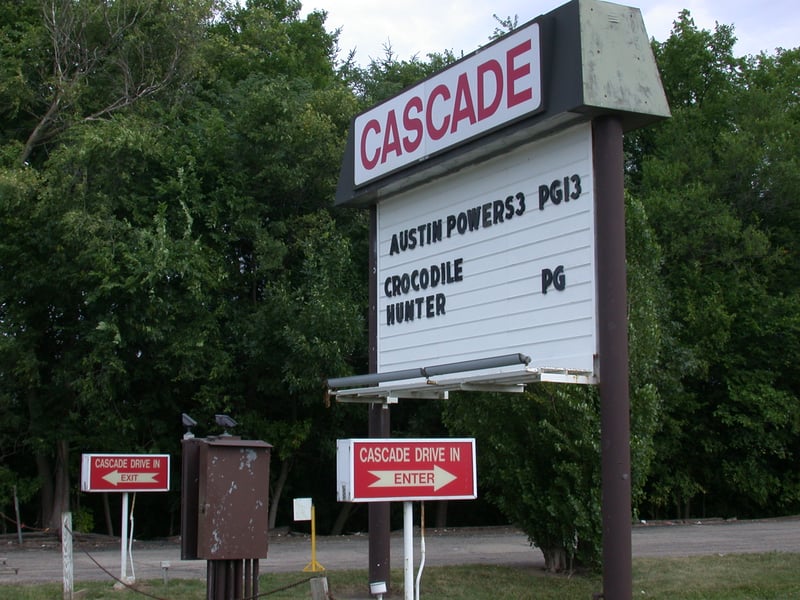 CASCADE
AUSTIN POWERS3 PG13
CROCODILE PG
HUNTER
CASCADE DRIVE IN
EXIT
CASCADE DRIVE IN
ENTER